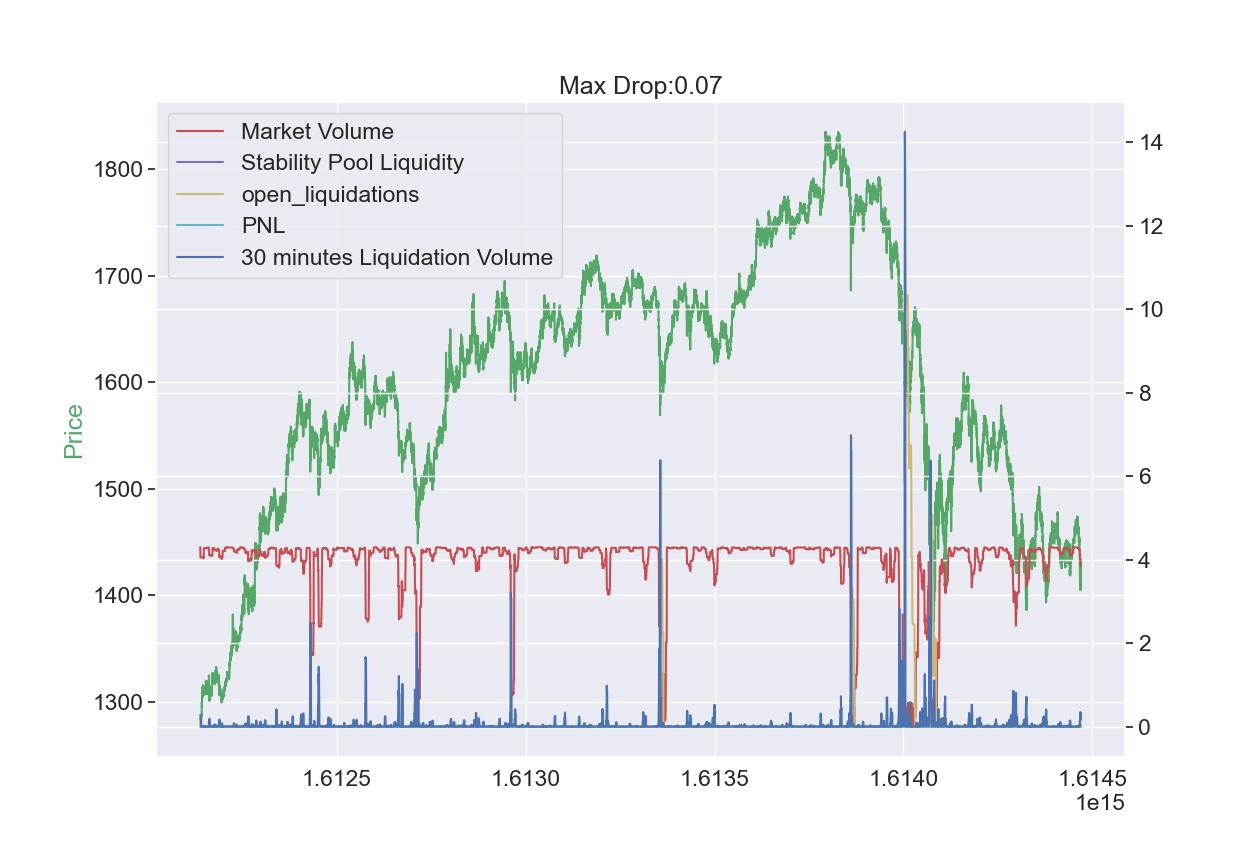 Max Drop:0.07
Market Volume
Stability Pool Liquidity
open_liquidations
PNL
30 minutes Liquidation Volume
Price
1800
1700
1600
1500
1400
1300
14
12
10
8
6
4
2
0
1.6125 1.6130 1.6135 1.6140 1.6145
1e15